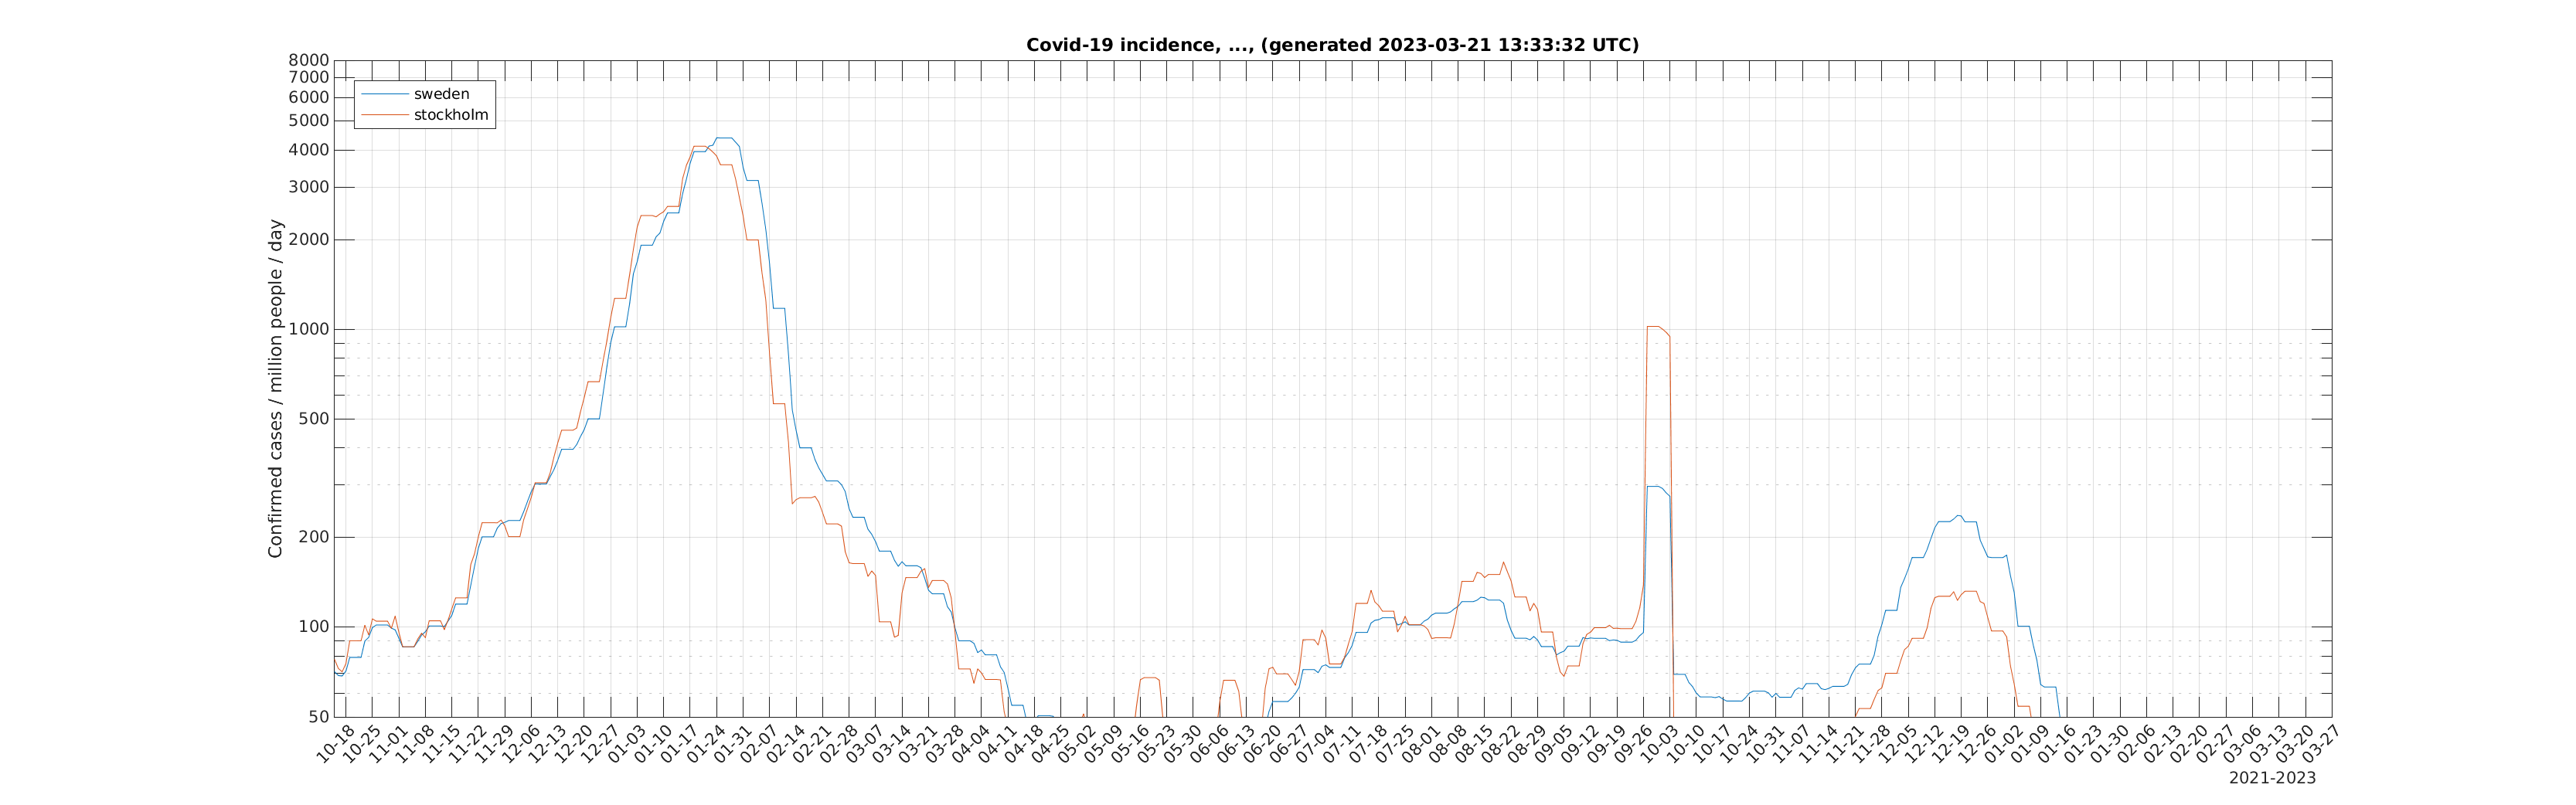 Covid-19 incidence, ..., (generated 2023-03-21 13:33:32 UTC)
8000
7000
6000
5000
4000
3000
2000
1000
500
200
100
50
Confirmed cases / million people / day
sweden
stockholm
10-18 10-25 11-01 11-08 11-15 11-22 11-29 12-06 12-13 12-20 12-27 01-03 01-10 01-17 01-24 01-31 02-07 02-14 02-21 02-28 03-07 03-14 03-21 03-28 04-04 04-11 04-18 04-25 05-02 05-09 05-16 05-23 05-30 06-06 06-13 06-20 06-27 07-04 07-11 07-18 07-25 08-01 08-08 08-15 08-22 08-29 09-05 09-12 09-19 09-26 10-03 10-10 10-17 10-24 10-31 11-07 11-14 11-21 11-28 12-05 12-12 12-19 12-26 01-02 01-09 01-16 01-23 01-30 02-06 02-13 02-20 02-27 03-06 03-13 03-20 03-27
2021-2023